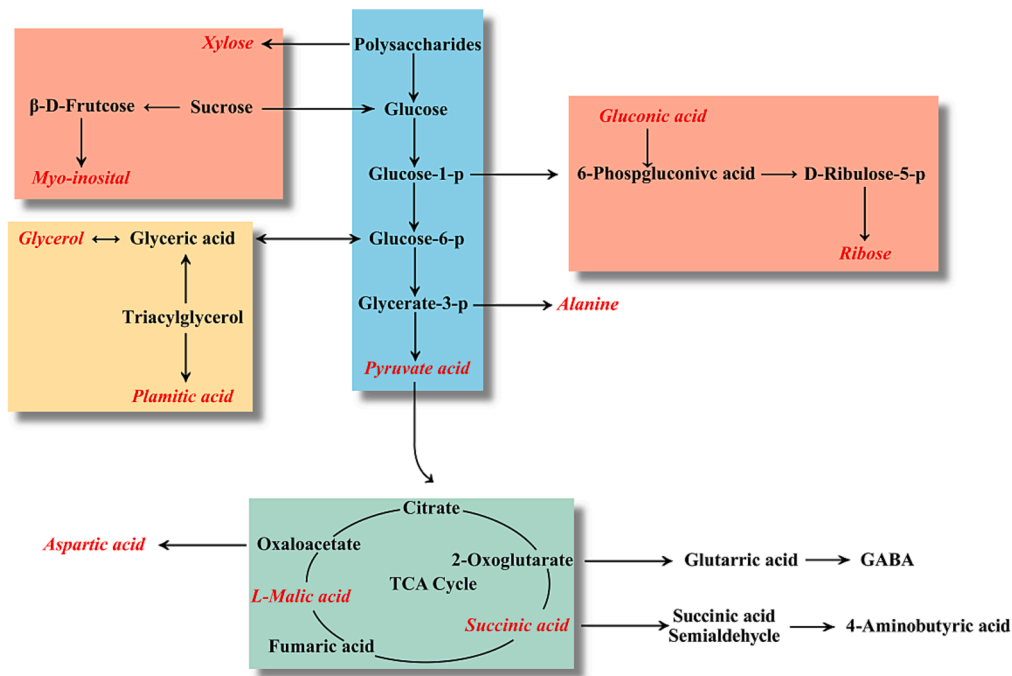 Xylose
Polysaccharides
β-D-Frutcose
Sucrose
Glucose
Gluconic acid
Myo-inosital
Glucose-1-p
6-Phospgluconivc acid
D-Ribulose-5-p
Glycerol
Glyceric acid
Glucose-6-p
Ribose
Glycerate-3-p
Alanine
Triacylglycerol
Pyruvate acid
Plamitic acid
Citrate
Aspartic acid
Oxaloacetate
2-Oxoglutarate
Glutarric acid
GABA
TCA Cycle
L-Malic acid
Succinic acid
Succinic acid
Semialdehycle
4-Aminobutyric acid
Fumaric acid